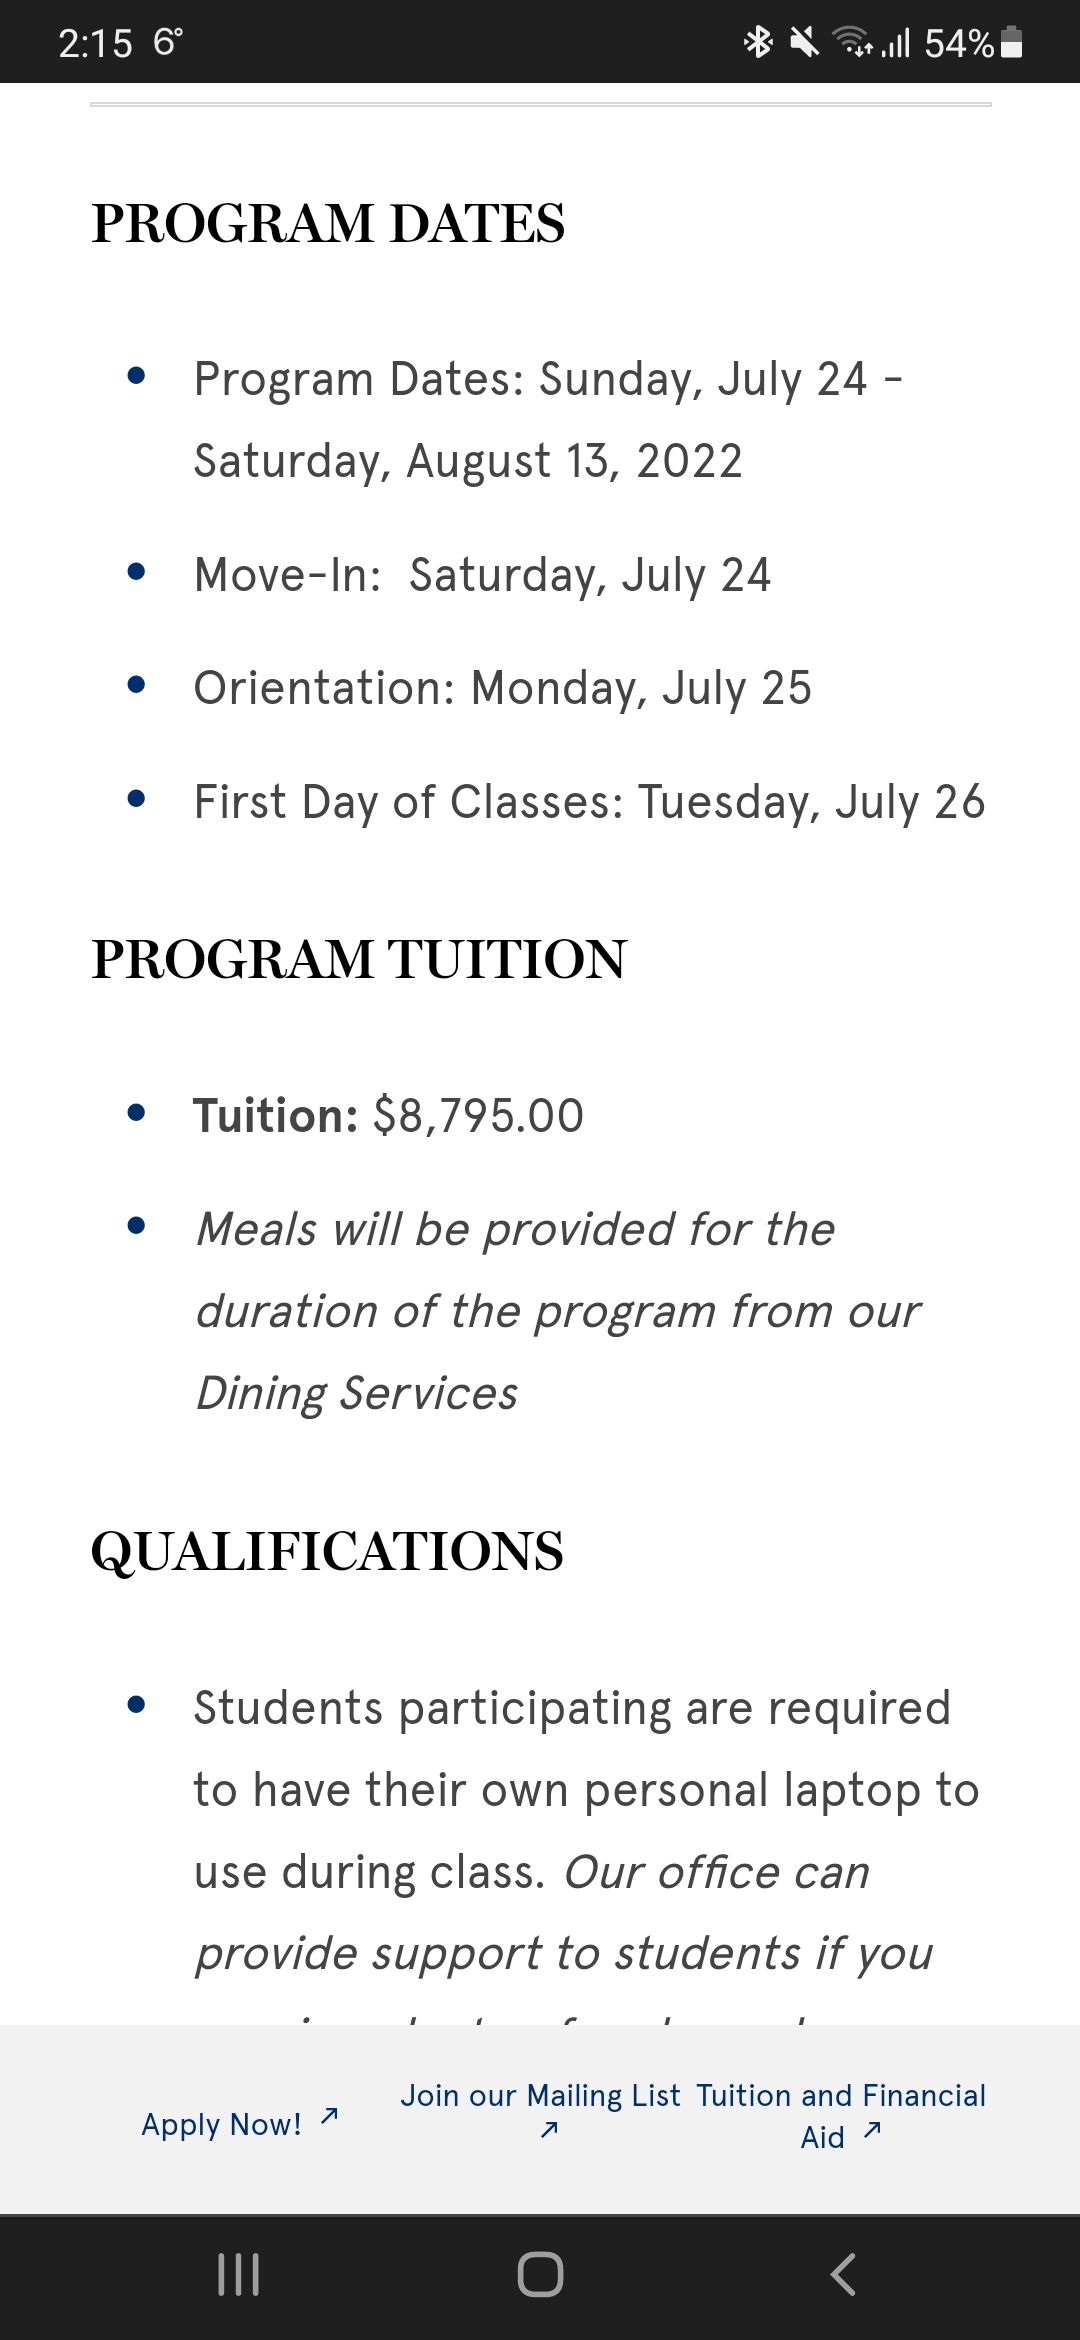 2:15 6°
54%
PROGRAM DATES
Program Dates: Sunday, July 24 -
Saturday, August 13, 2022
Move-In: Saturday, July 24
Orientation: Monday, July 25
First Day of Classes: Tuesday, July 26
PROGRAM TUITION
Tuition: $8,795.00
Meals will be provided for the
duration of the program from our
Dining Services
QUALIFICATIONS
Students participating are required
to have their own personal laptop to
use during class. Our office can
provide support to students if you
Apply Now! ↗
Join our Mailing List
↗
Tuition and Financial
Aid ↗